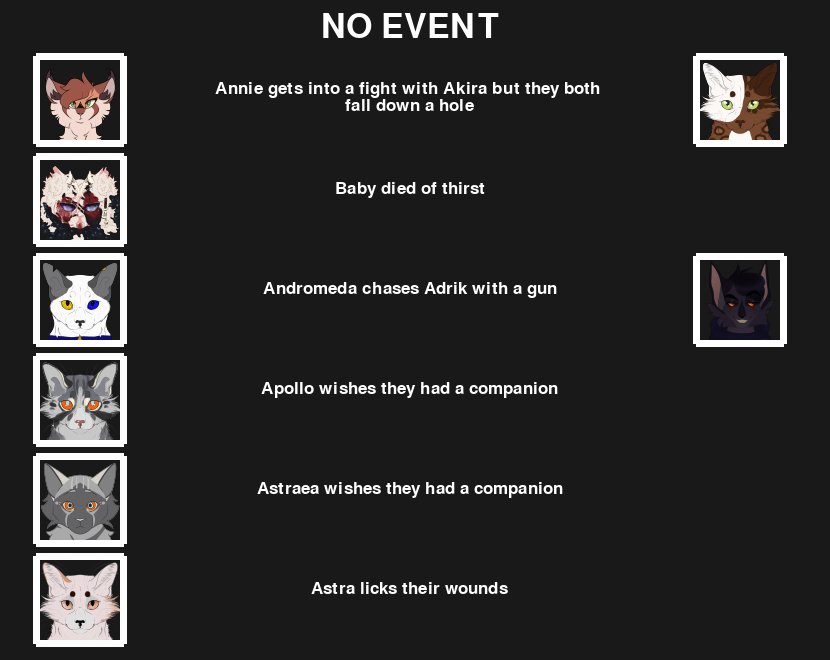 NO EVENT
Annie gets into a fight with Akira but they both
fall down a hole
Baby died of thirst
Andromeda chases Adrik with a gun
Apollo wishes they had a companion
Astraea wishes they had a companion
Astra licks their wounds